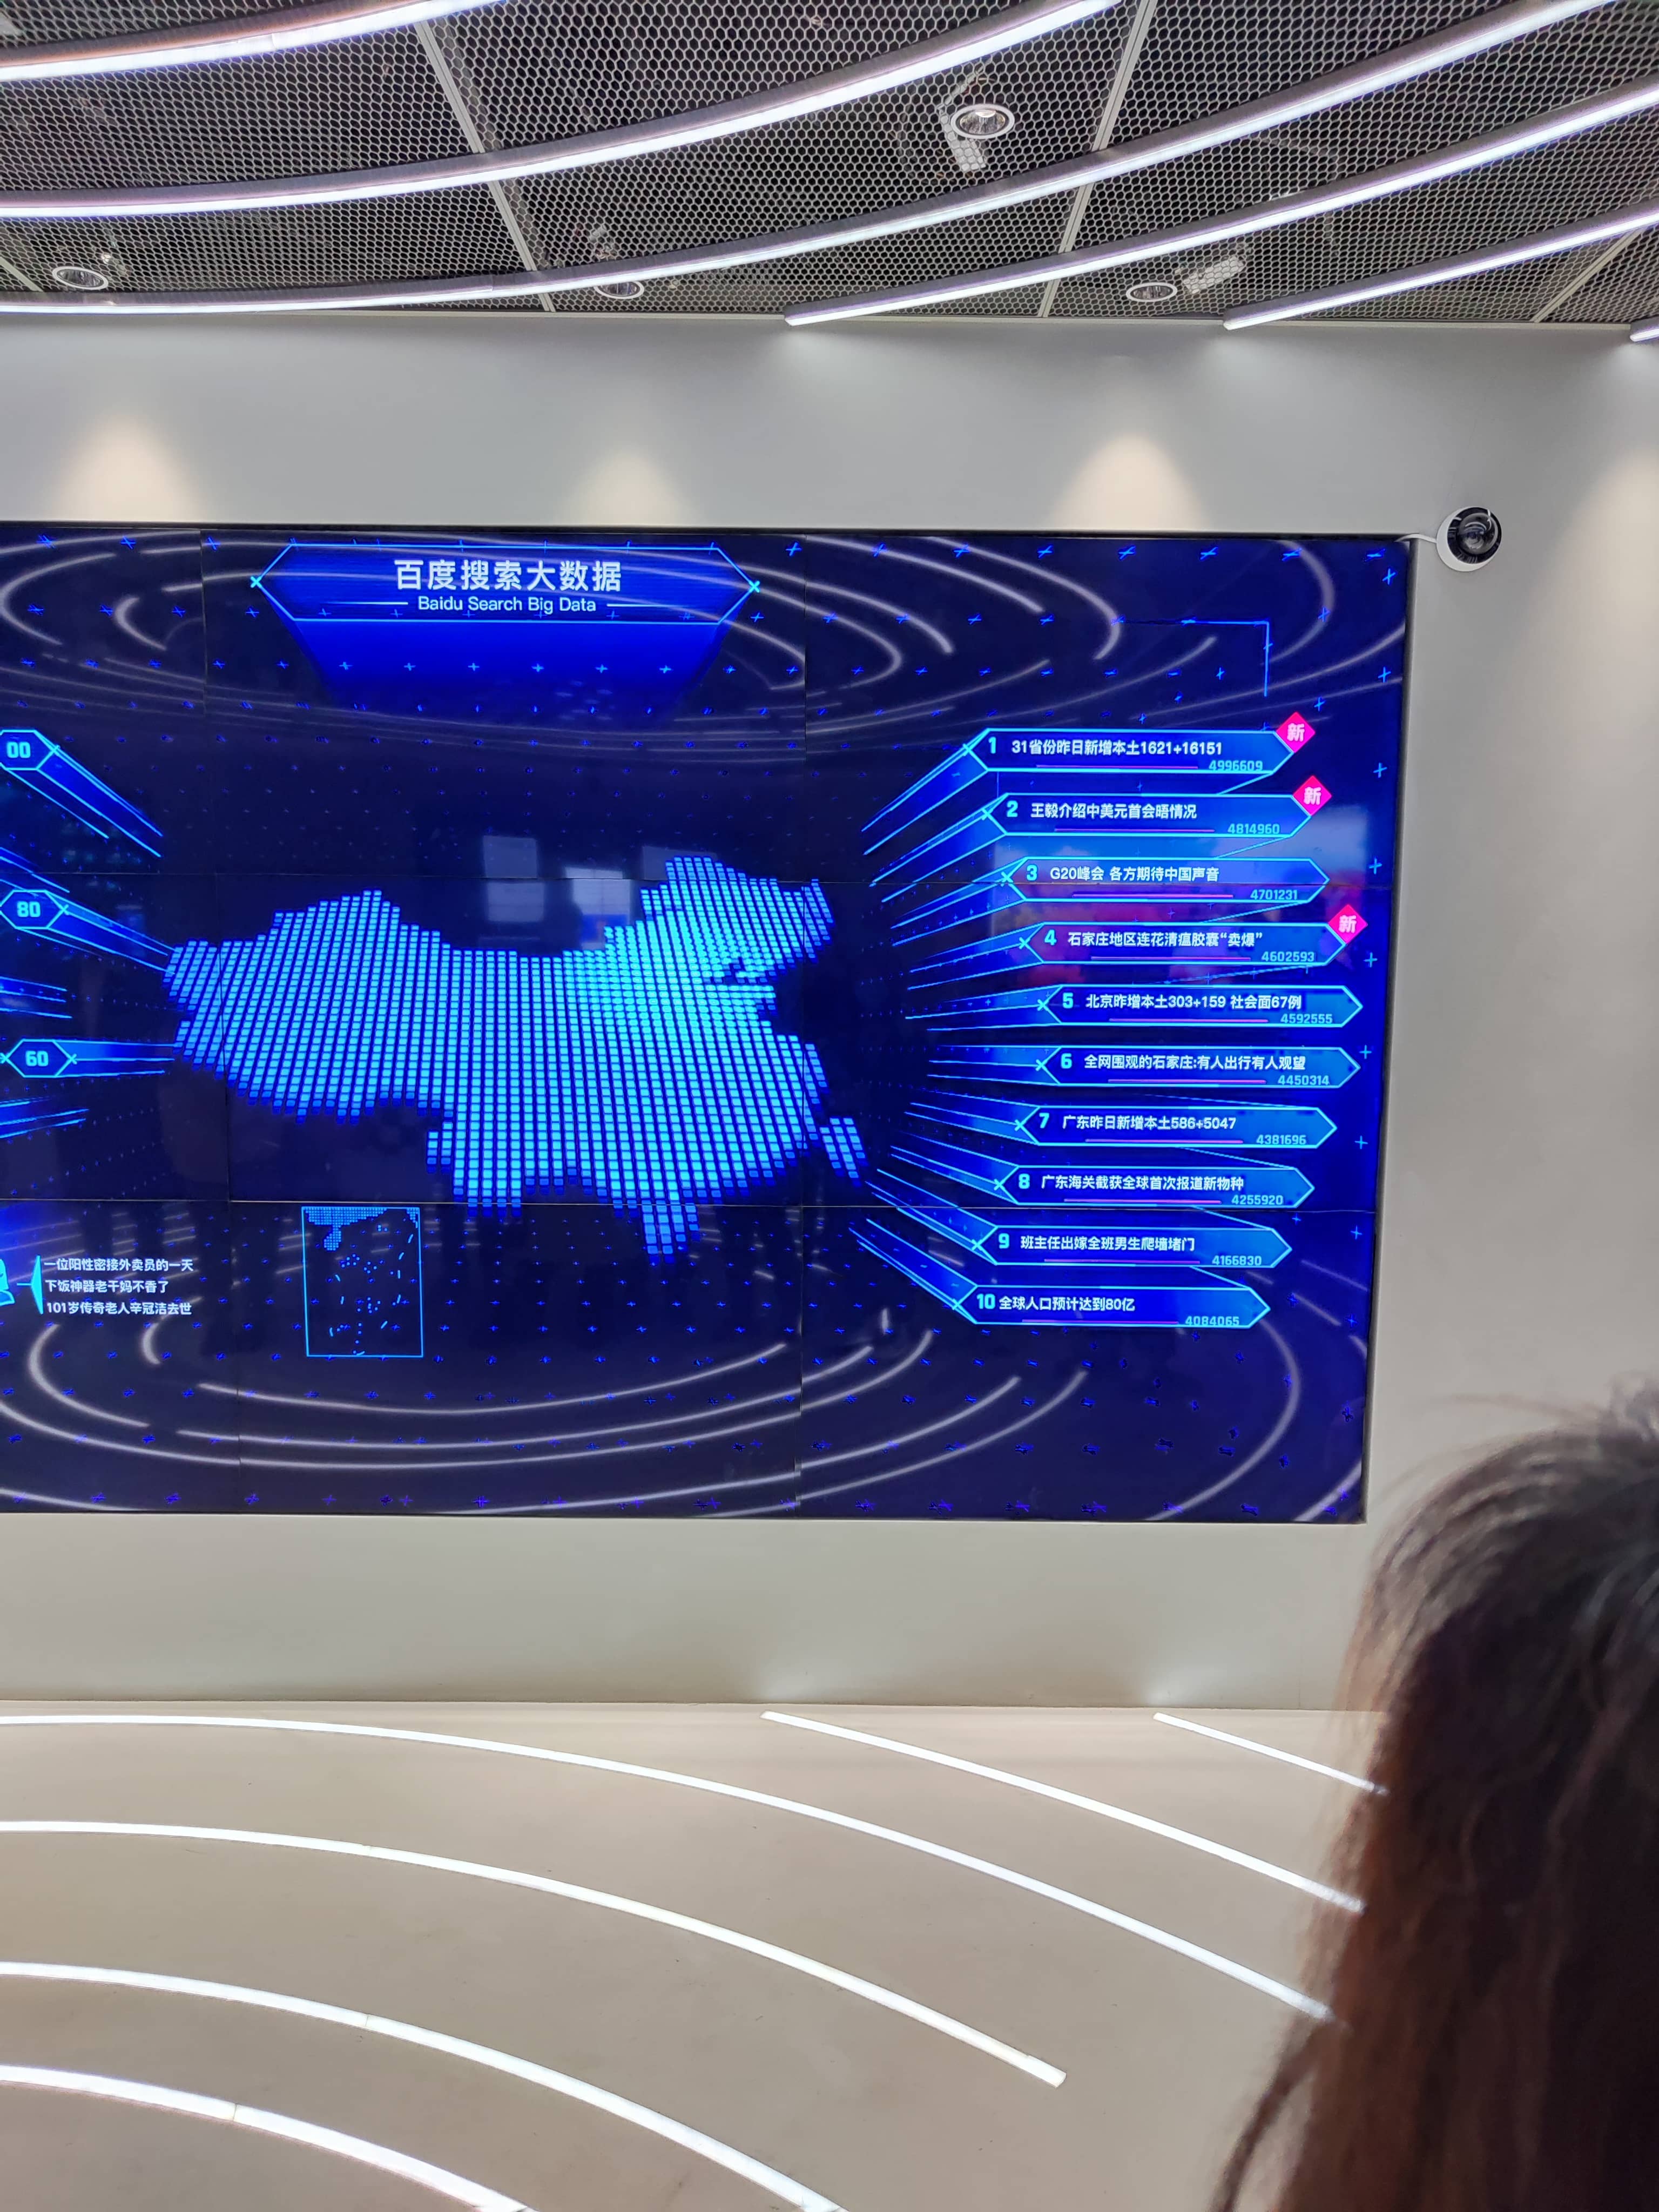 百度搜索大数据
Baidu Search Big Data
00
80
60
一位阳性密接外卖员的一天
下饭神器老干妈不香了
101岁传奇老人辛冠洁去世
1 31省份昨日新增本土1621+16151 新
4996609
2 王毅介绍中美元首会晤情况 新
4814960
3 G20峰会 各方期待中国声音
4701231
4 石家庄地区连花清瘟胶囊“卖爆” 新
4602593
5 北京昨增本土303+159 社会面67例
4592555
6 全网围观的石家庄:有人出行有人观望
4450314
7 广东昨日新增本土586+5047
4381696
8 广东海关截获全球首次报道新物种
4255920
9 班主任出嫁全班男生爬墙堵门
4166830
10 全球人口预计达到80亿
4084065